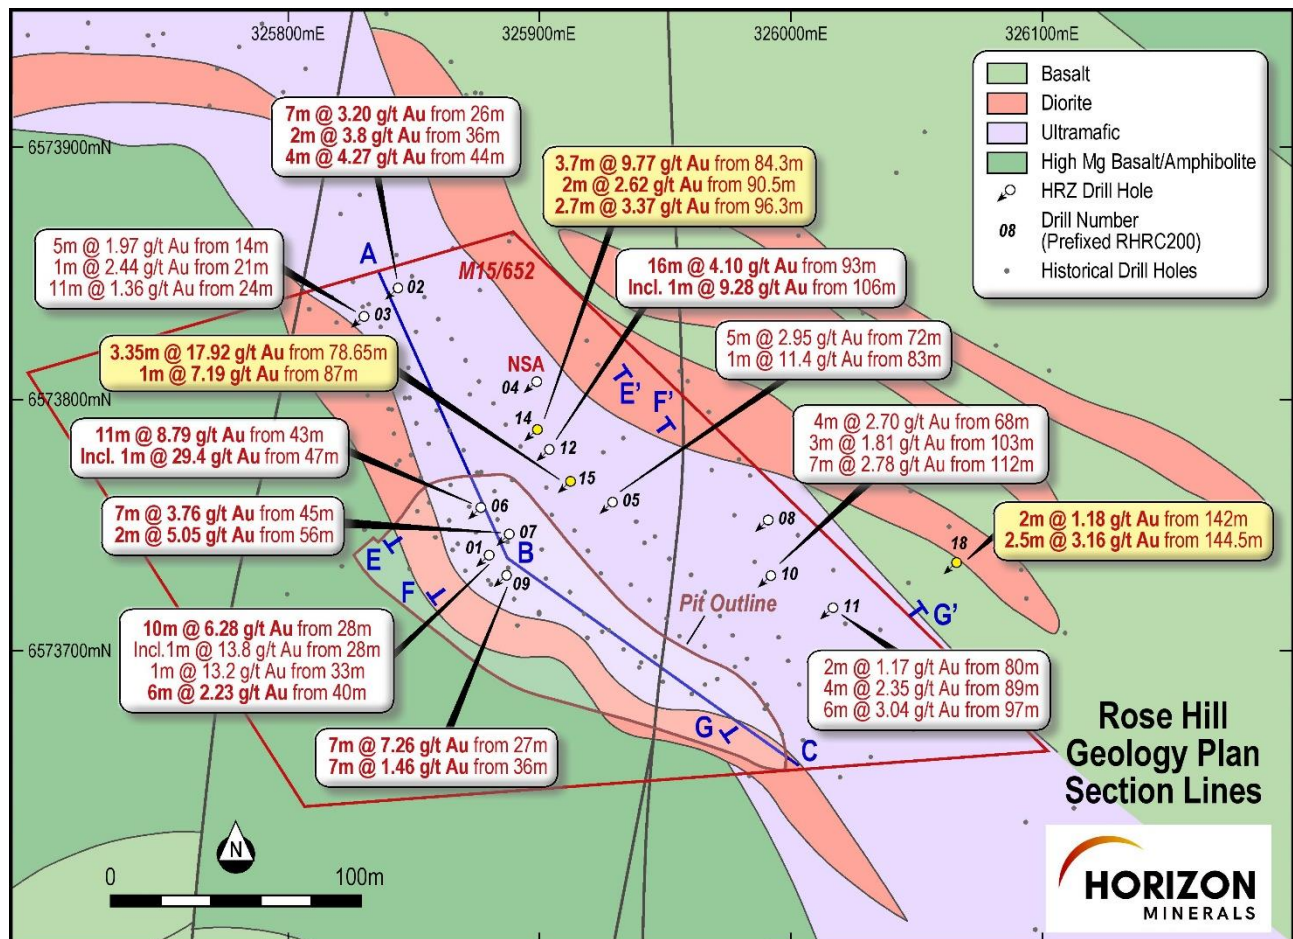 325800mE
325900mE
326000mE
326100mE
6573900mN
6573800mN
6573700mN
Basalt
Diorite
Ultramafic
High Mg Basalt/Amphibolite
HRZ Drill Hole
08
Drill Number
(Prefixed RHRC200)
Historical Drill Holes
7m @ 3.20 g/t Au from 26m
2m @ 3.8 g/t Au from 36m
4m @ 4.27 g/t Au from 44m
3.7m @ 9.77 g/t Au from 84.3m
2m @ 2.62 g/t Au from 90.5m
2.7m @ 3.37 g/t Au from 96.3m
5m @ 1.97 g/t Au from 14m
1m @ 2.44 g/t Au from 21m
11m @ 1.36 g/t Au from 24m
A
M15/652
16m @ 4.10 g/t Au from 93m
Incl. 1m @ 9.28 g/t Au from 106m
02
03
5m @ 2.95 g/t Au from 72m
1m @ 11.4 g/t Au from 83m
3.35m @ 17.92 g/t Au from 78.65m
1m @ 7.19 g/t Au from 87m
NSA
04
E'
F'
14
12
4m @ 2.70 g/t Au from 68m
3m @ 1.81 g/t Au from 103m
7m @ 2.78 g/t Au from 112m
11m @ 8.79 g/t Au from 43m
Incl. 1m @ 29.4 g/t Au from 47m
15
05
06
08
7m @ 3.76 g/t Au from 45m
2m @ 5.05 g/t Au from 56m
07
2m @ 1.18 g/t Au from 142m
2.5m @ 3.16 g/t Au from 144.5m
18
E
01
B
09
10
F
Pit Outline
11
G'
10m @ 6.28 g/t Au from 28m
Incl.1m @ 13.8 g/t Au from 28m
1m @ 13.2 g/t Au from 33m
6m @ 2.23 g/t Au from 40m
2m @ 1.17 g/t Au from 80m
4m @ 2.35 g/t Au from 89m
6m @ 3.04 g/t Au from 97m
7m @ 7.26 g/t Au from 27m
7m @ 1.46 g/t Au from 36m
G
C
Rose Hill
Geology Plan
Section Lines
N
0
100m
HORIZON
MINERALS